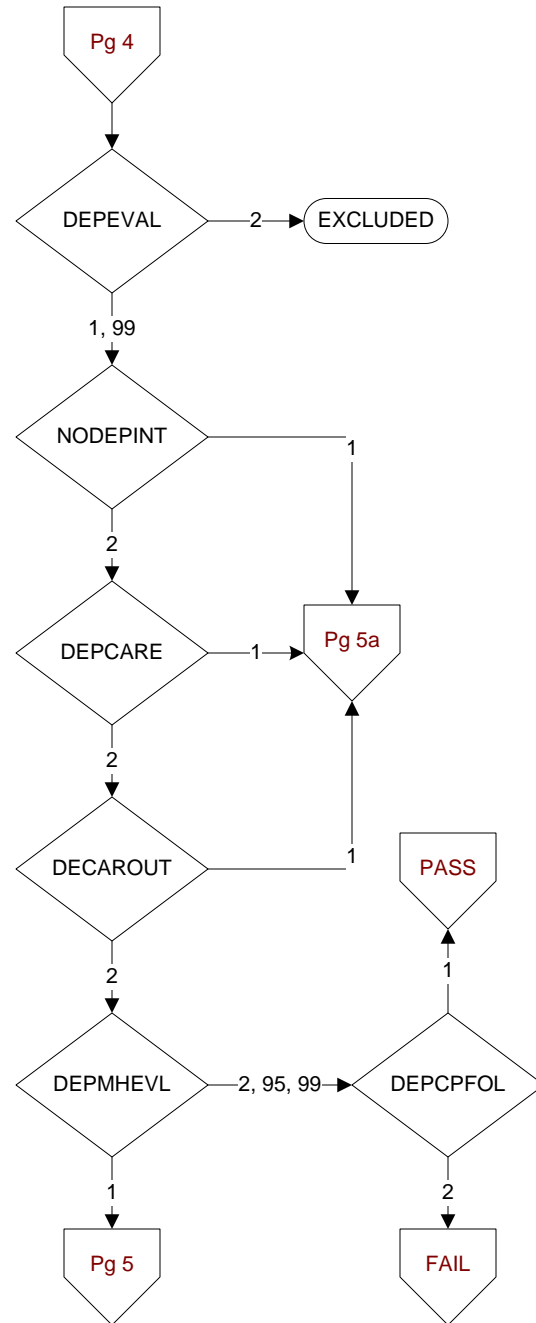 Pg 4
DEPEVAL
2
EXCLUDED
1, 99
NODEPINT
1
2
DEPCARE
1
Pg 5a
2
DECAROUT
1
PASS
2
1
DEPMHEVL
2, 95, 99
DEPCPFOL
1
2
Pg 5
FAIL